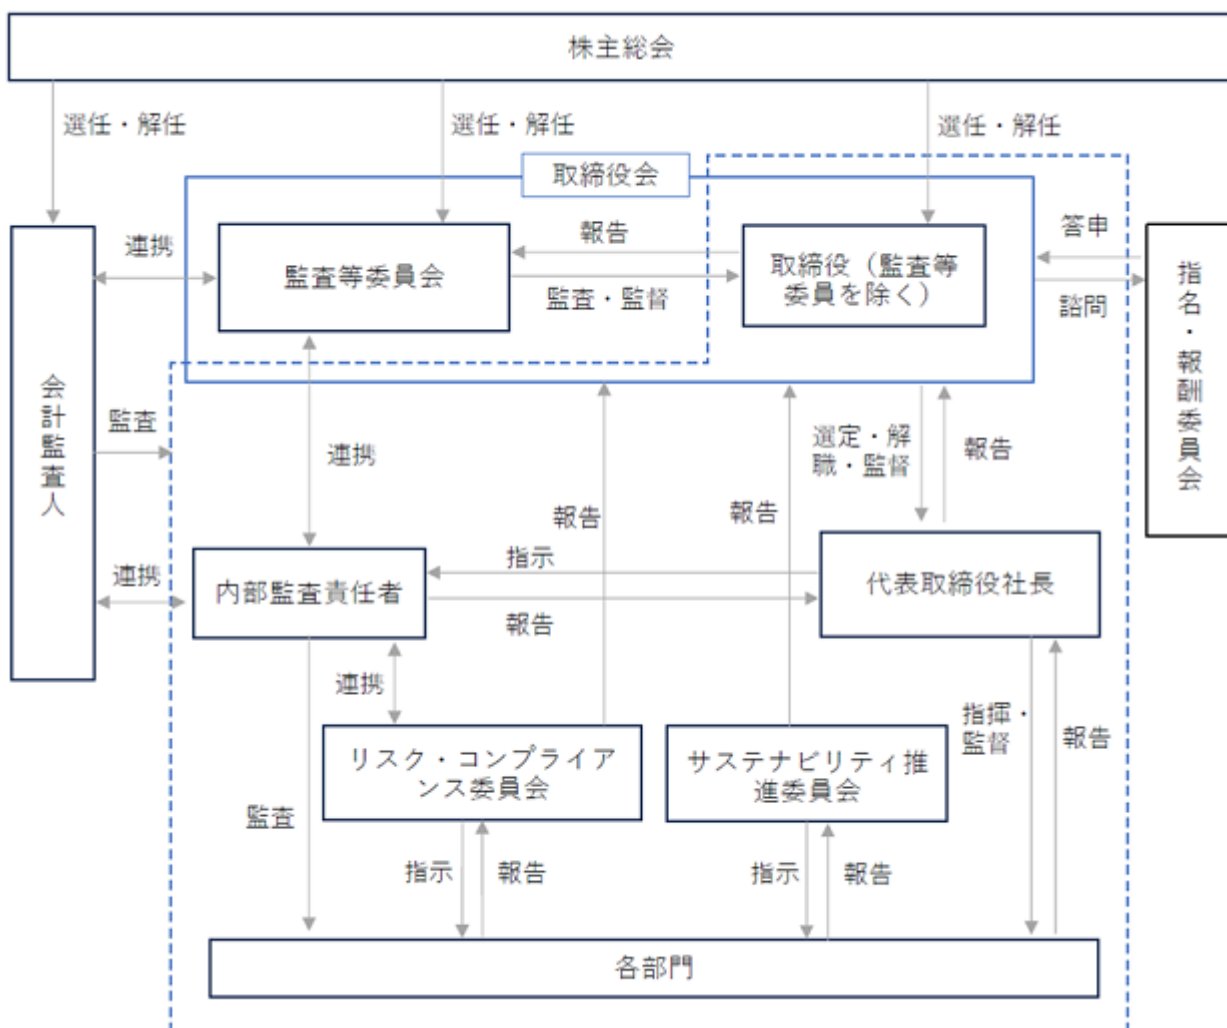 株主総会
選任・解任
選任・解任
選任・解任
取締役会
連携
監査等委員会
報告
監査・監督
取締役（監査等
委員を除く）
答申
諮問
指名・報酬委員会
会計監査人
監査
連携
選定・解
職・監督
報告
報告
報告
連携
内部監査責任者
指示
報告
代表取締役社長
連携
リスク・コンプライア
ンス委員会
サステナビリティ推
進委員会
指揮・
監督
報告
監査
指示
報告
指示
報告
各部門